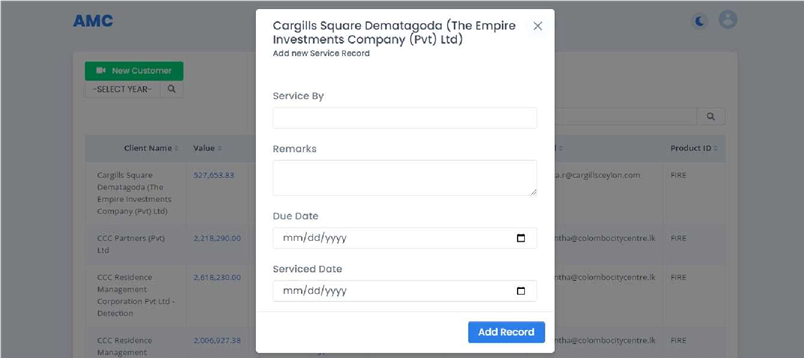 AMC
Cargills Square Dematagoda (The Empire
Investments Company (Pvt) Ltd)
Add new Service Record
Service By
Remarks
Due Date
mm/dd/yyyy
Serviced Date
mm/dd/yyyy
Add Record
New Customer
-SELECT YEAR-
Client Name
Value
Product ID
Cargills Square
Dematagoda (The
Empire Investments
Company (Pvt) Ltd)
527,653.83
a.r@cargillsceylon.com
FIRE
CCC Partners (Pvt)
Ltd
2,218,290.00
ntha@colombocitycentre.lk
FIRE
CCC Residence
Management
Corporation Pvt Ltd -
Detection
2,618,230.00
ntha@colombocitycentre.lk
FIRE
CCC Residence
Management
2,006,927.38
ntha@colombocitycentre.lk
FIRE